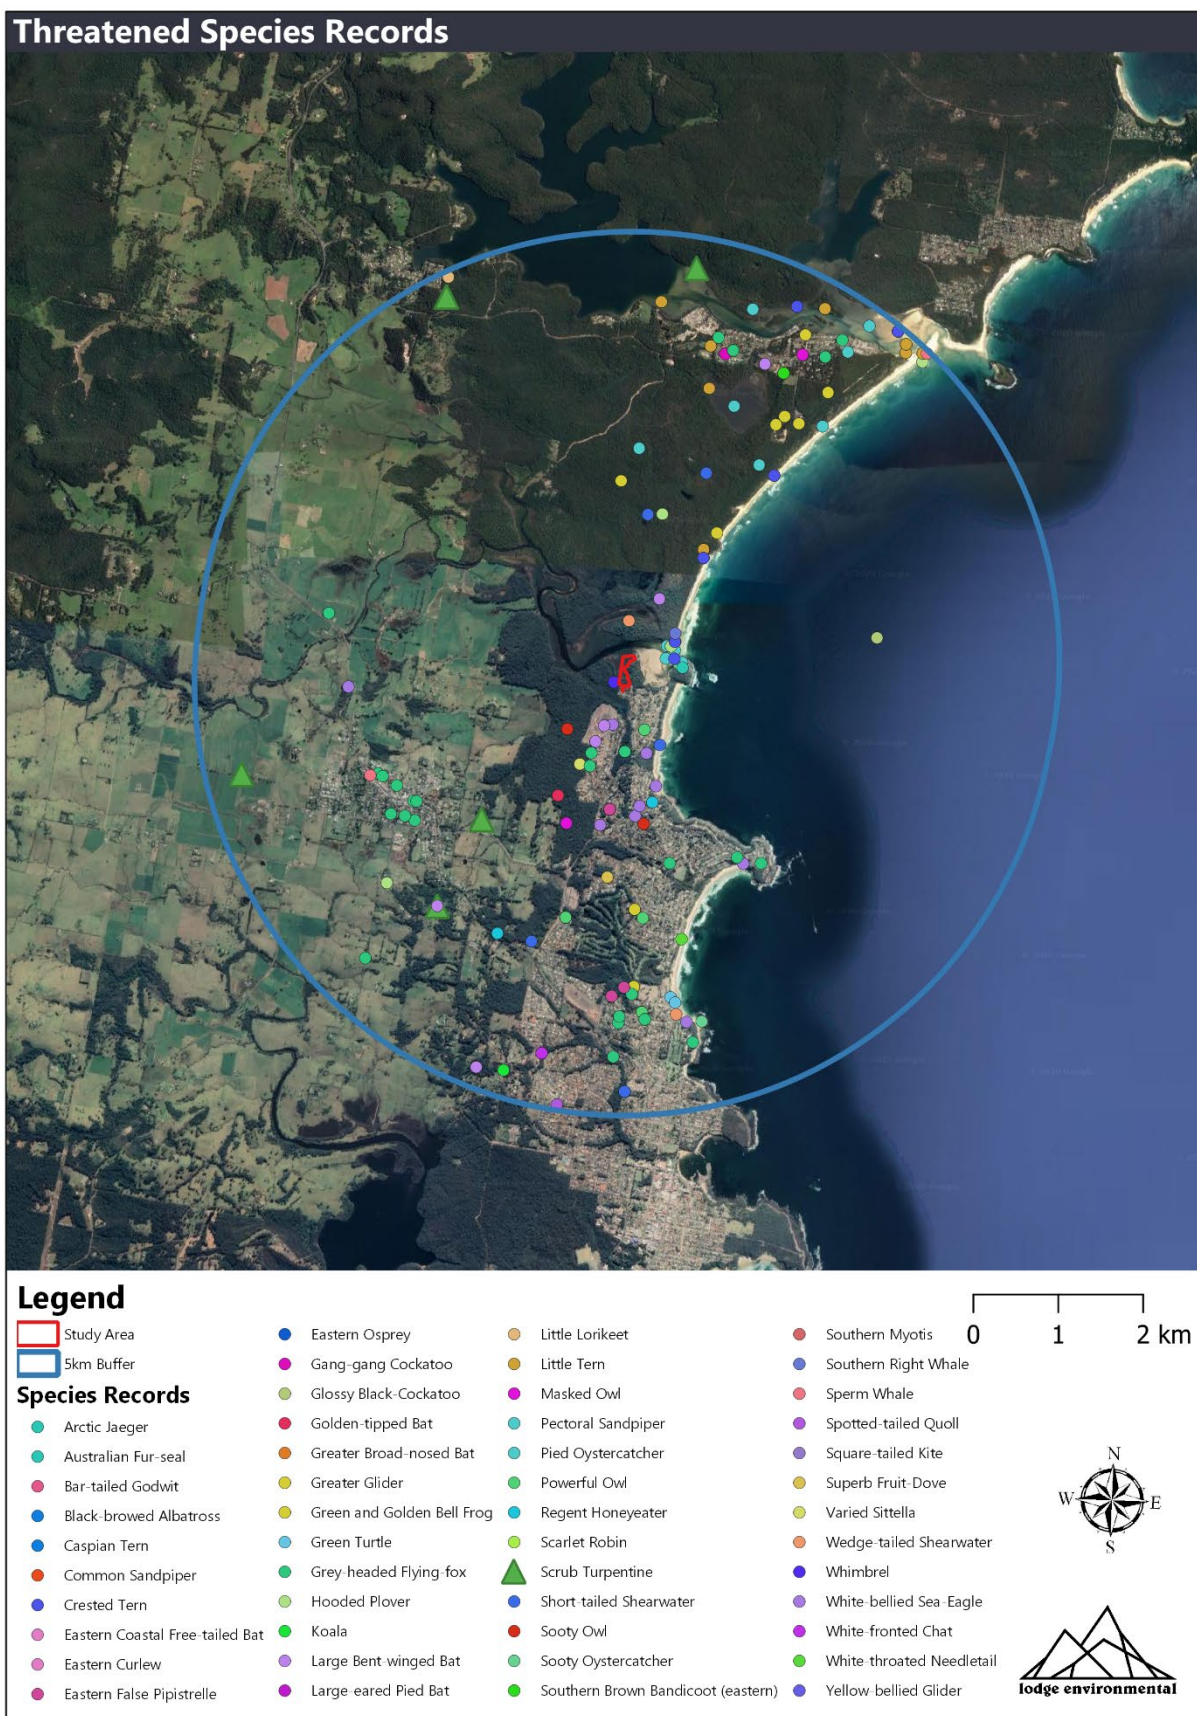 Threatened Species Records
Legend
Study Area
5km Buffer
Species Records
Arctic Jaeger
Australian Fur-seal
Bar-tailed Godwit
Black-browed Albatross
Caspian Tern
Common Sandpiper
Crested Tern
Eastern Coastal Free-tailed Bat
Eastern Curlew
Eastern False Pipistrelle
Eastern Osprey
Gang-gang Cockatoo
Glossy Black-Cockatoo
Golden-tipped Bat
Greater Broad-nosed Bat
Greater Glider
Green and Golden Bell Frog
Green Turtle
Grey-headed Flying-fox
Hooded Plover
Koala
Large Bent-winged Bat
Large-eared Pied Bat
Little Lorikeet
Little Tern
Masked Owl
Pectoral Sandpiper
Pied Oystercatcher
Powerful Owl
Regent Honeyeater
Scarlet Robin
Scrub Turpentine
Short-tailed Shearwater
Sooty Owl
Sooty Oystercatcher
Southern Brown Bandicoot (eastern)
Southern Myotis
Southern Right Whale
Sperm Whale
Spotted-tailed Quoll
Square-tailed Kite
Superb Fruit-Dove
Varied Sittella
Wedge-tailed Shearwater
Whimbrel
White-bellied Sea-Eagle
White-fronted Chat
White-throated Needletail
Yellow-bellied Glider
0 1 2 km
N
W E
S
lodge environmental